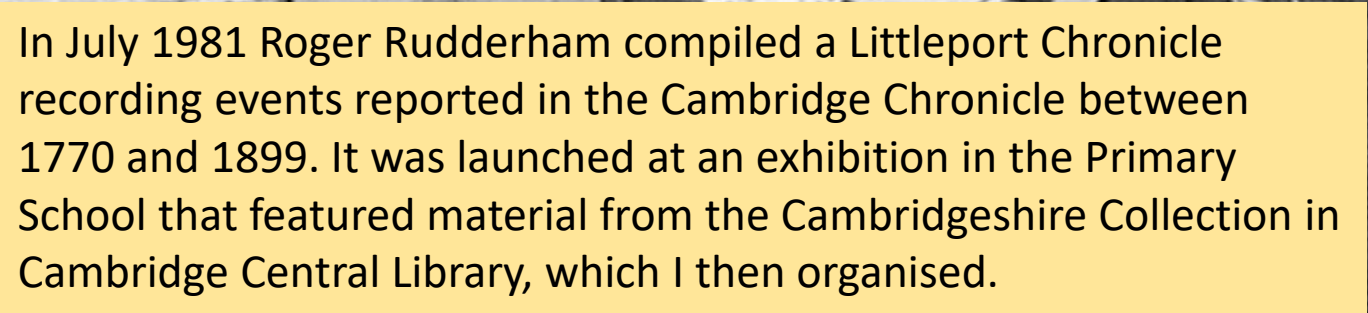 In July 1981 Roger Rudderham compiled a Littleport Chronicle
recording events reported in the Cambridge Chronicle between
1770 and 1899. It was launched at an exhibition in the Primary
School that featured material from the Cambridgeshire Collection in
Cambridge Central Library, which I then organised.